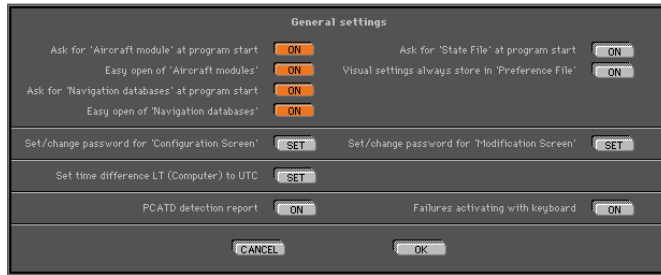 General settings
Ask for 'Aircraft module' at program start ON Ask for 'State File' at program start ON
Easy open of 'Aircraft modules' ON Visual settings always store in 'Preference File' ON
Ask for 'Navigation databases' at program start ON
Easy open of 'Navigation databases' ON
Set/change password for 'Configuration Screen' SET Set/change password for 'Modification Screen' SET
Set time difference LT (Computer) to UTC SET
PCATD detection report ON Failures activating with keyboard ON
CANCEL OK